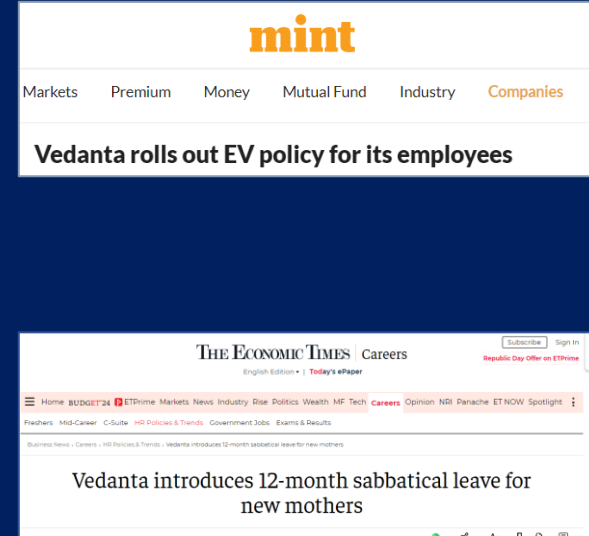 mint
Markets Premium Money Mutual Fund Industry Companies
Vedanta rolls out EV policy for its employees
THE ECONOMIC TIMES | Careers
Subscribe Sign In
English Edition | Today's ePaper
Republic Day Offer on ETPrime
Home BUDGET'24 ETPrime Markets News Industry Rise Politics Wealth MF Tech Careers Opinion NRI Panache ET NOW Spotlight
Freshers Mid-Career C-Suite HR Policies & Trends Government Jobs Exams & Results
Business News › Careers › HR Policies & Trends › Vedanta introduces 12-month sabbatical leave for new mothers
Vedanta introduces 12-month sabbatical leave for
new mothers